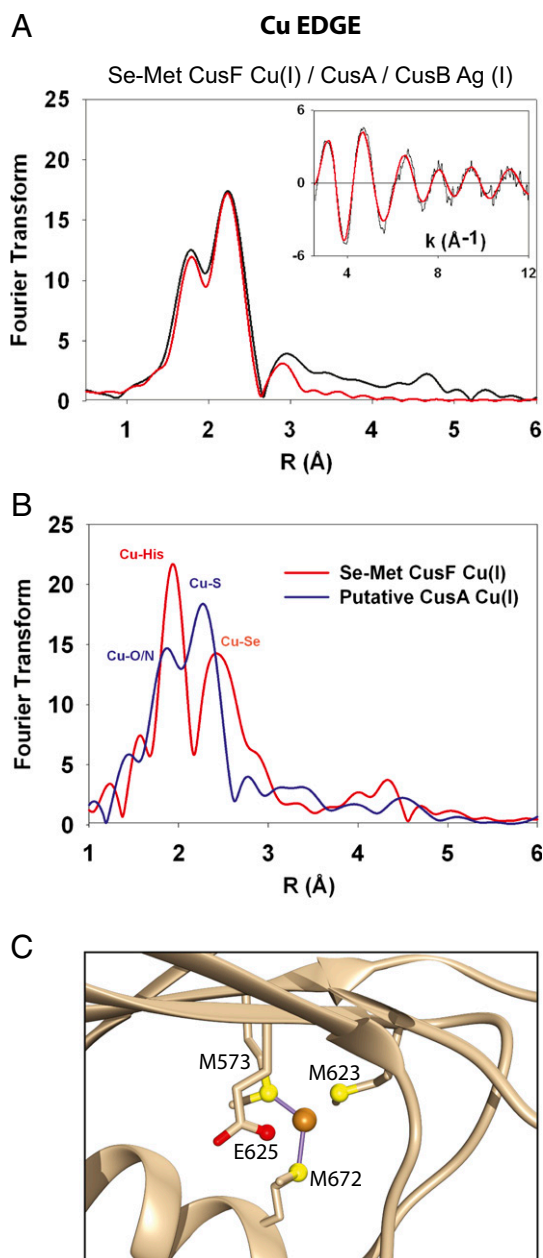 A
Cu EDGE
Se-Met CusF Cu(I) / CusA / CusB Ag (I)
25
20
15
10
5
0
Fourier Transform
1 2 3 4 5 6
R (Å)
6
0
-6
k (Å-1)
4 8 12
B
25
20
15
10
5
0
Fourier Transform
Cu-His
Cu-S
Cu-O/N
Cu-Se
Se-Met CusF Cu(I)
Putative CusA Cu(I)
1 2 3 4 5 6
R (Å)
C
M573
M623
E625
M672